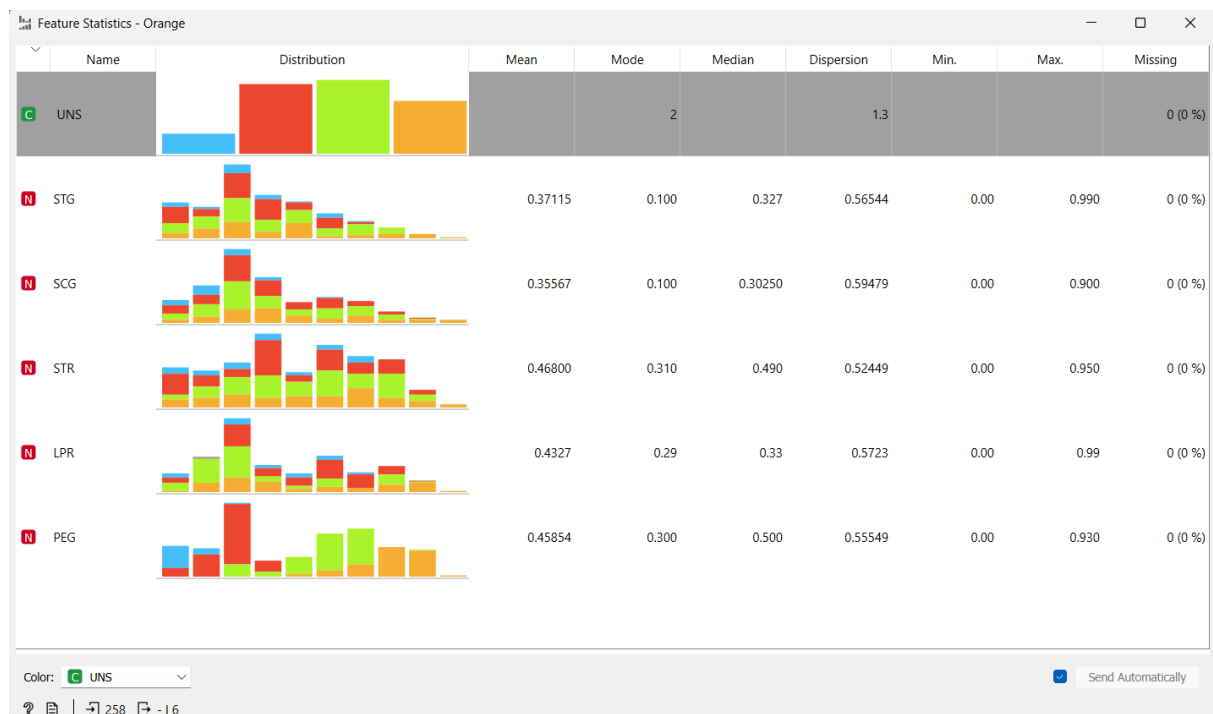 Feature Statistics - Orange
Name Distribution Mean Mode Median Dispersion Min. Max. Missing
C UNS 2 1.3 0 (0 %)
N STG 0.37115 0.100 0.327 0.56544 0.00 0.990 0 (0 %)
N SCG 0.35567 0.100 0.30250 0.59479 0.00 0.900 0 (0 %)
N STR 0.46800 0.310 0.490 0.52449 0.00 0.950 0 (0 %)
N LPR 0.4327 0.29 0.33 0.5723 0.00 0.99 0 (0 %)
N PEG 0.45854 0.300 0.500 0.55549 0.00 0.930 0 (0 %)
Color: C UNS Send Automatically
? 258 - | 6